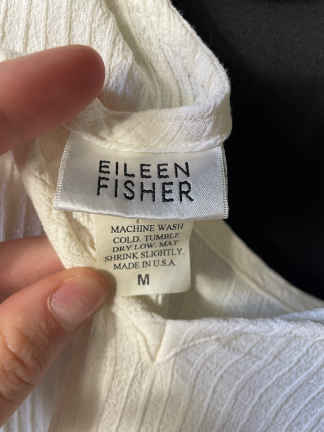 EILEEN
FISHER
MACHINE WASH
COLD. TUMBLE
DRY LOW. MAY
SHRINK SLIGHTLY.
MADE IN U.S.A.
M